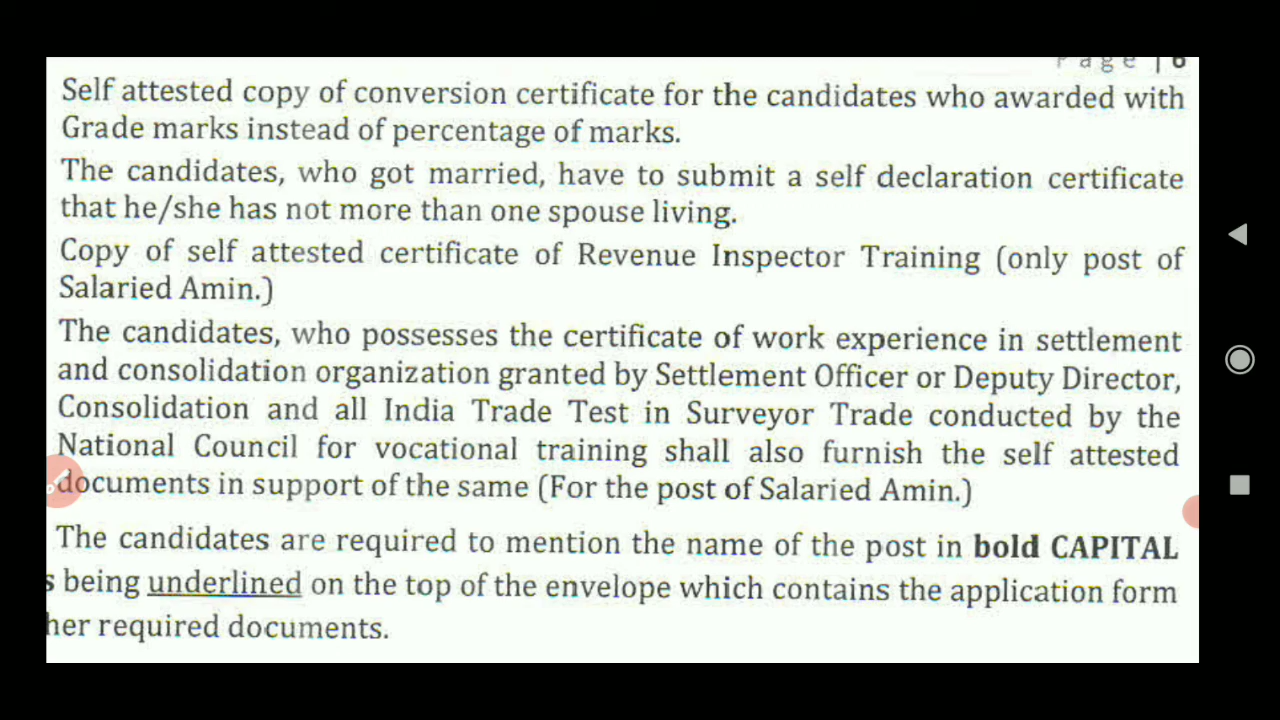 Page | 6
Self attested copy of conversion certificate for the candidates who awarded with
Grade marks instead of percentage of marks.
The candidates, who got married, have to submit a self declaration certificate
that he/she has not more than one spouse living.
Copy of self attested certificate of Revenue Inspector Training (only post of
Salaried Amin.)
The candidates, who possesses the certificate of work experience in settlement
and consolidation organization granted by Settlement Officer or Deputy Director,
Consolidation and all India Trade Test in Surveyor Trade conducted by the
National Council for vocational training shall also furnish the self attested
documents in support of the same (For the post of Salaried Amin.)
The candidates are required to mention the name of the post in bold CAPITAL
s being underlined on the top of the envelope which contains the application form
her required documents.